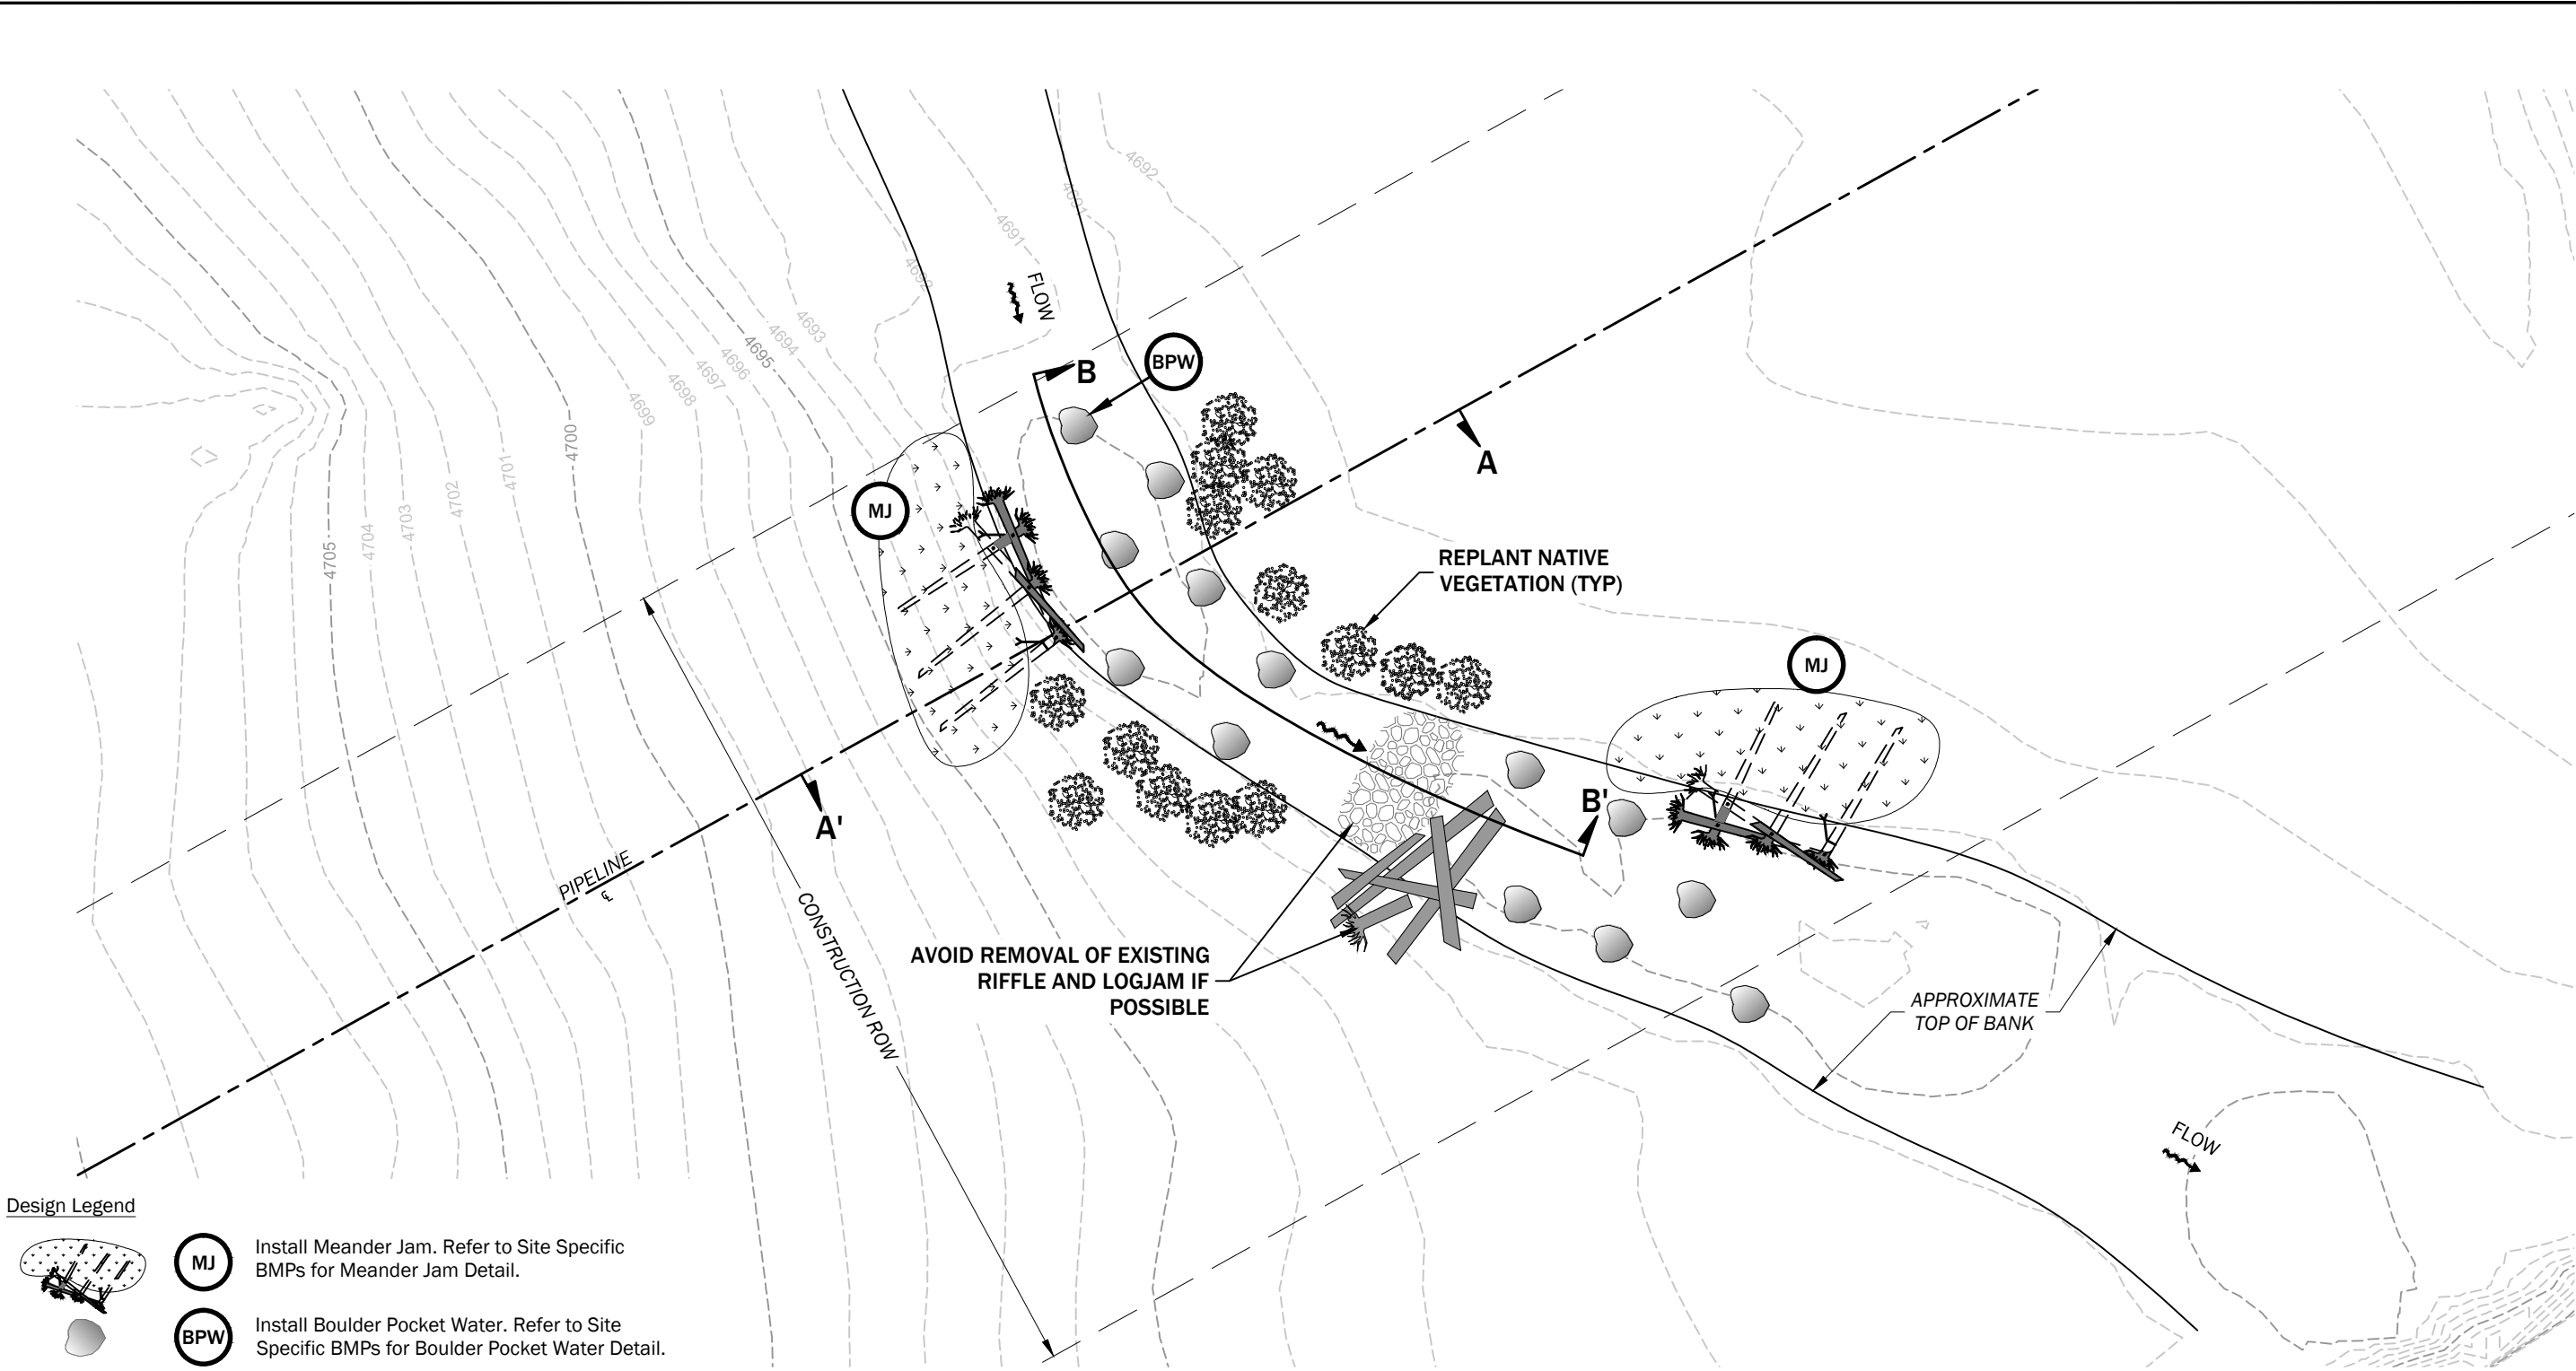 4692
4691
4691
4692
FLOW
4693
4694
4695
4696
4697
4698
4699
4700
4701
4702
4703
4704
4705
B
BPW
A
MJ
REPLANT NATIVE
VEGETATION (TYP)
MJ
B'
A'
PIPELINE
℄
CONSTRUCTION ROW
AVOID REMOVAL OF EXISTING
RIFFLE AND LOGJAM IF
POSSIBLE
APPROXIMATE
TOP OF BANK
FLOW
Design Legend
MJ
Install Meander Jam. Refer to Site Specific
BMPs for Meander Jam Detail.
BPW
Install Boulder Pocket Water. Refer to Site
Specific BMPs for Boulder Pocket Water Detail.